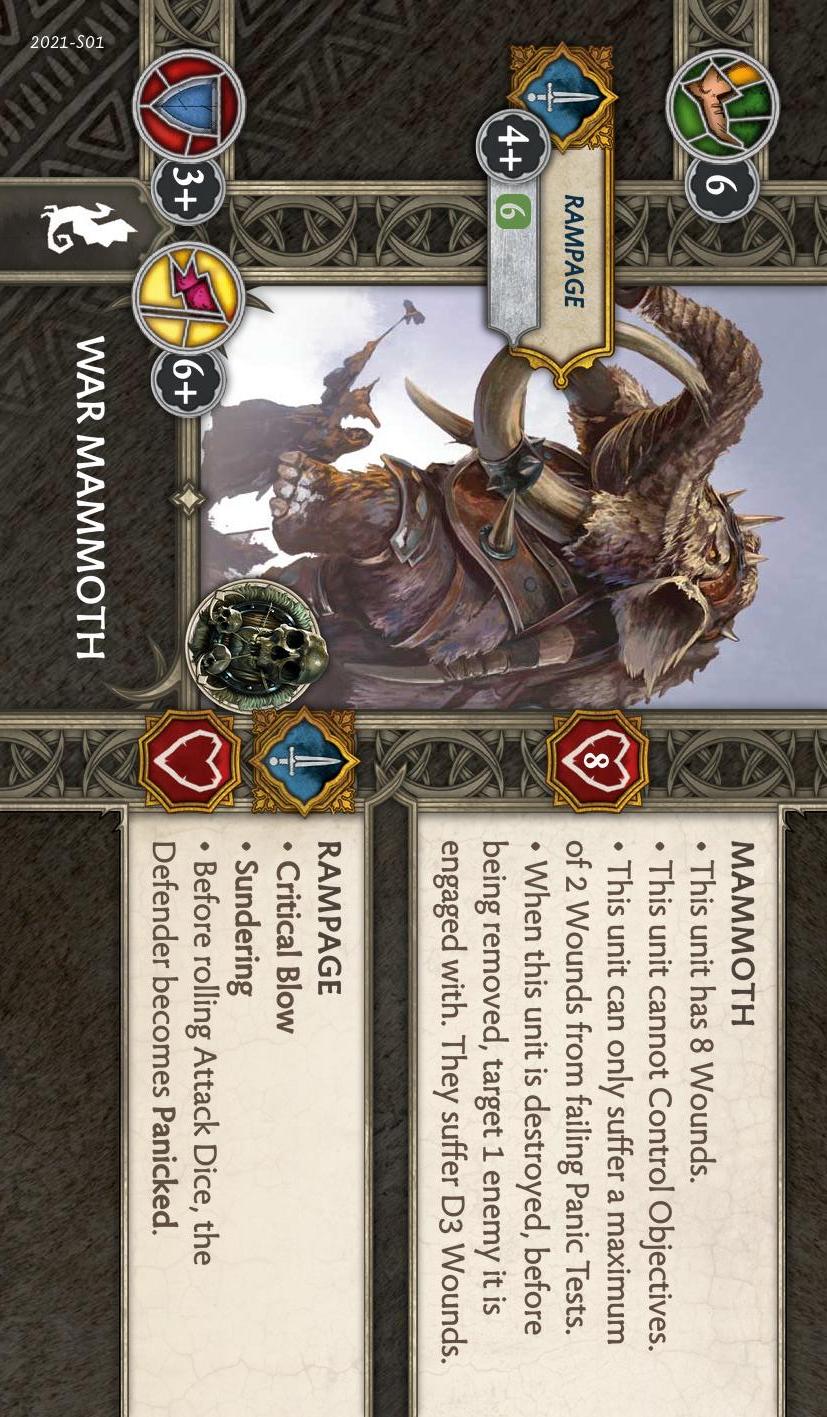 6
RAMPAGE
4+
6
3+
6+
WAR MAMMOTH
2021-S01
8
MAMMOTH
• This unit has 8 Wounds.
• This unit cannot Control Objectives.
• This unit can only suffer a maximum
of 2 Wounds from failing Panic Tests.
• When this unit is destroyed, before
being removed, target 1 enemy it is
engaged with. They suffer D3 Wounds.
RAMPAGE
• Critical Blow
• Sundering
• Before rolling Attack Dice, the
Defender becomes Panicked.